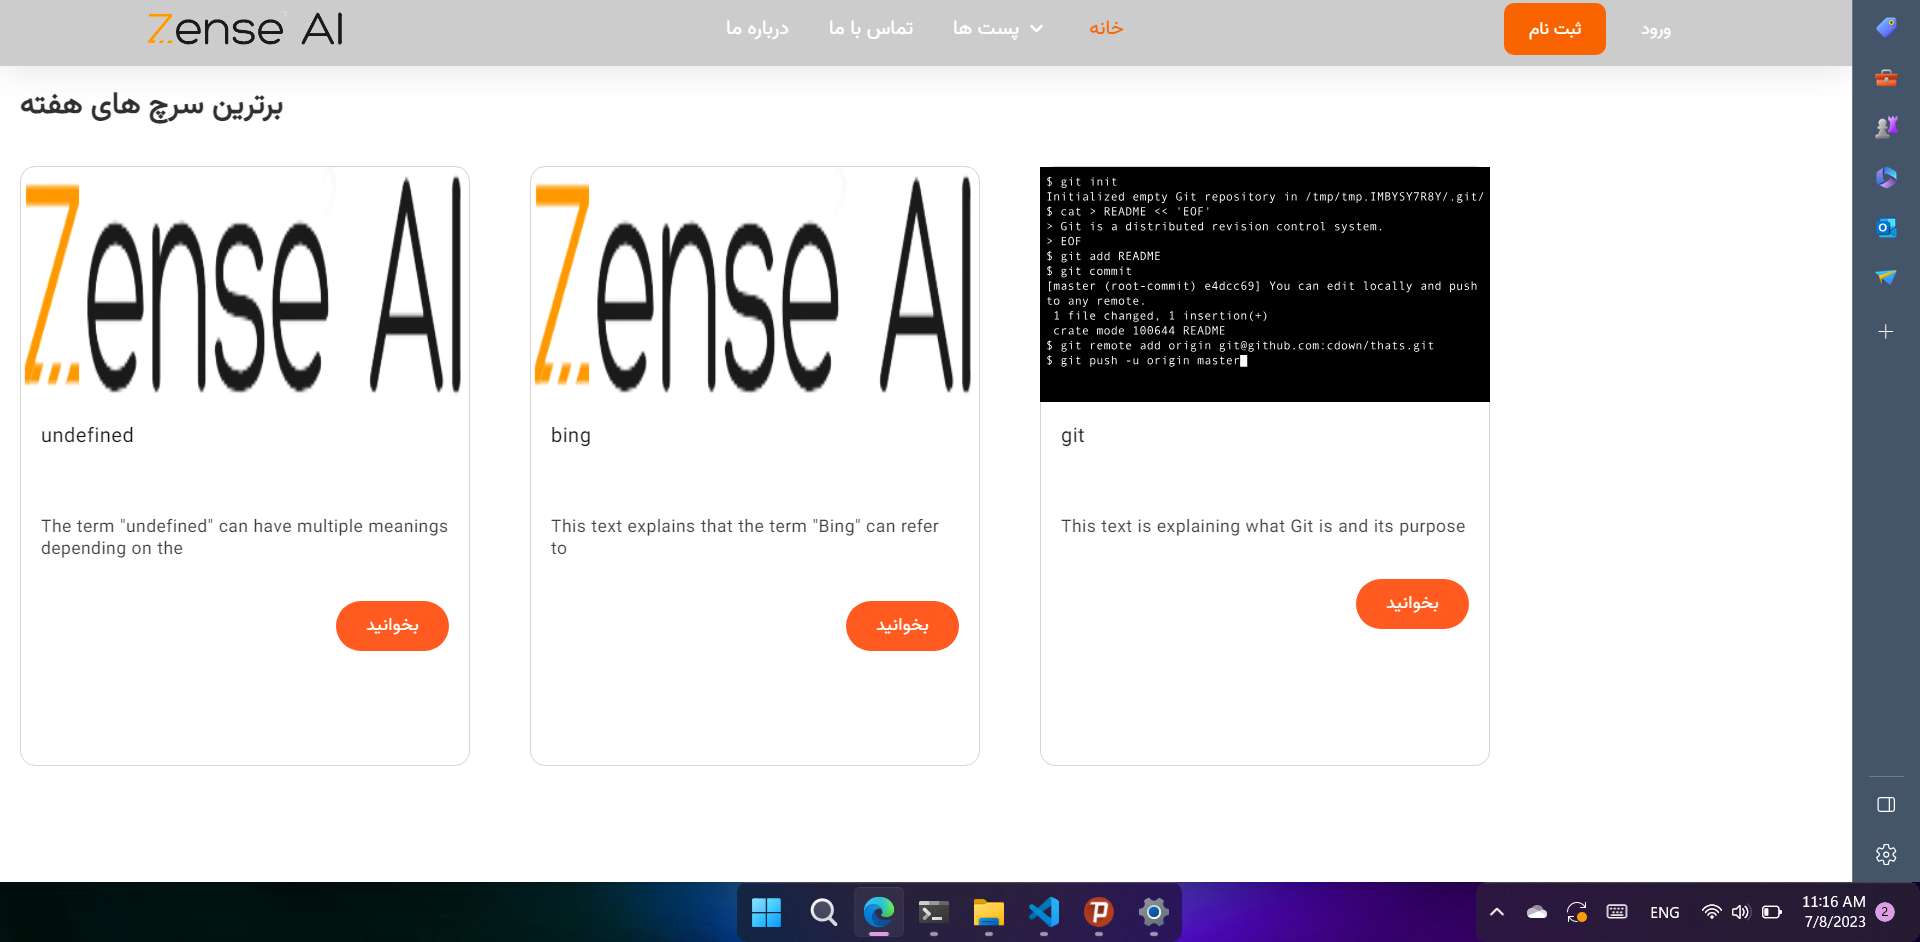 Zense AI
درباره ما
تماس با ما
پست ها
خانه
ثبت نام
ورود
برترین سرچ های هفته
Zense AI
undefined
The term "undefined" can have multiple meanings
depending on the
بخوانید
Zense AI
bing
This text explains that the term "Bing" can refer
to
بخوانید
$ git init
Initialized empty Git repository in /tmp/tmp.IMBYSY7R8Y/.git/
$ cat > README << 'EOF'
> Git is a distributed revision control system.
> EOF
$ git add README
$ git commit
[master (root-commit) e4dcc69] You can edit locally and push
to any remote.
1 file changed, 1 insertion(+)
crate mode 100644 README
$ git remote add origin git@github.com:cdown/thats.git
$ git push -u origin master
git
This text is explaining what Git is and its purpose
بخوانید
ENG
11:16 AM
7/8/2023
2